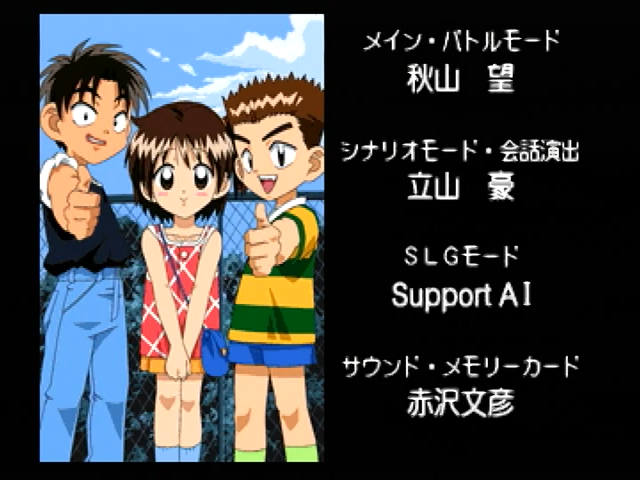 メイン・バトルモード
秋山　望
シナリオモード・会話演出
立山　豪
ＳＬＧモード
Support AI
サウンド・メモリーカード
赤沢文彦